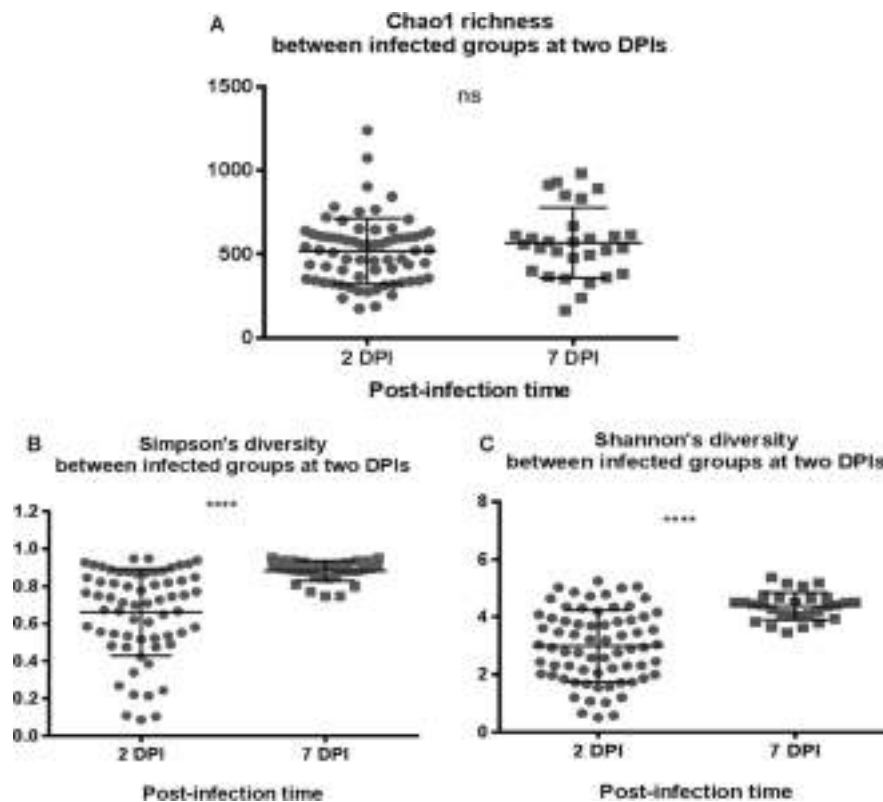 A
Chao1 richness
between infected groups at two DPIs
1500
ns
1000
500
0
2 DPI
7 DPI
Post-infection time
B
Simpson's diversity
between infected groups at two DPIs
****
1.2
1.0
0.8
0.6
0.4
0.2
0.0
2 DPI
7 DPI
Post-infection time
C
Shannon's diversity
between infected groups at two DPIs
****
8
6
4
2
0
2 DPI
7 DPI
Post-infection time